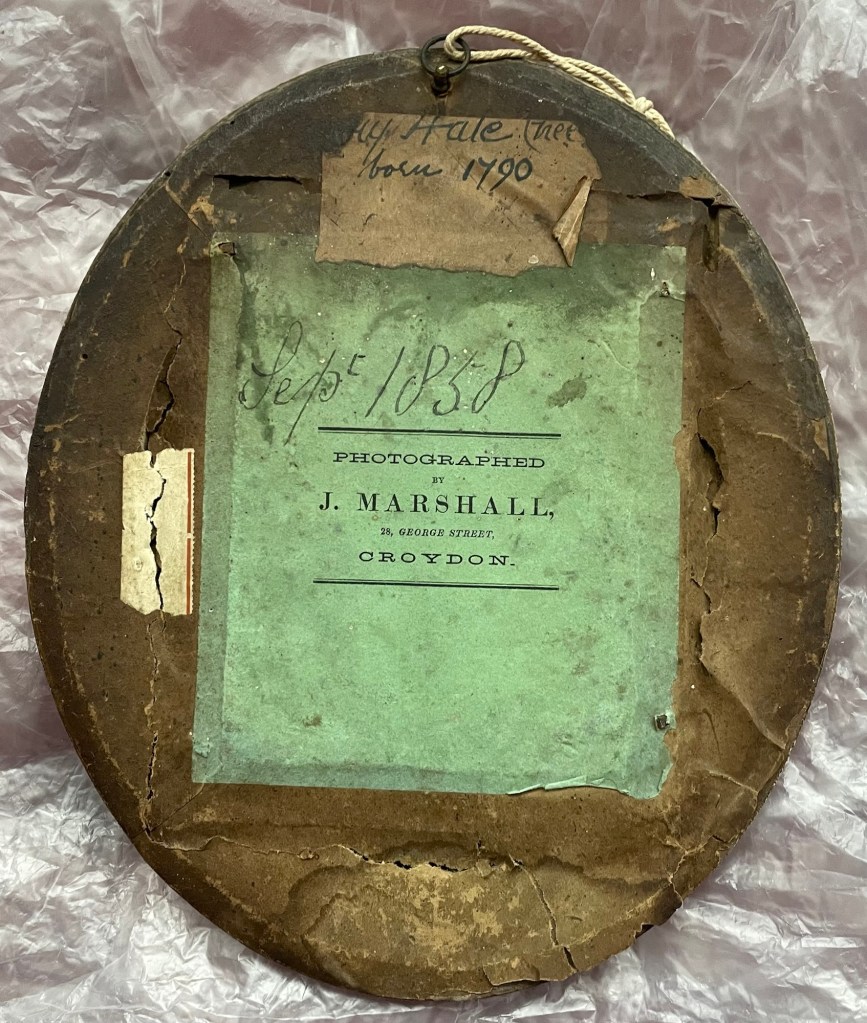 Hale (nee
born 1790
Sept 1858
PHOTOGRAPHED
BY
J. MARSHALL,
28, GEORGE STREET,
CROYDON.